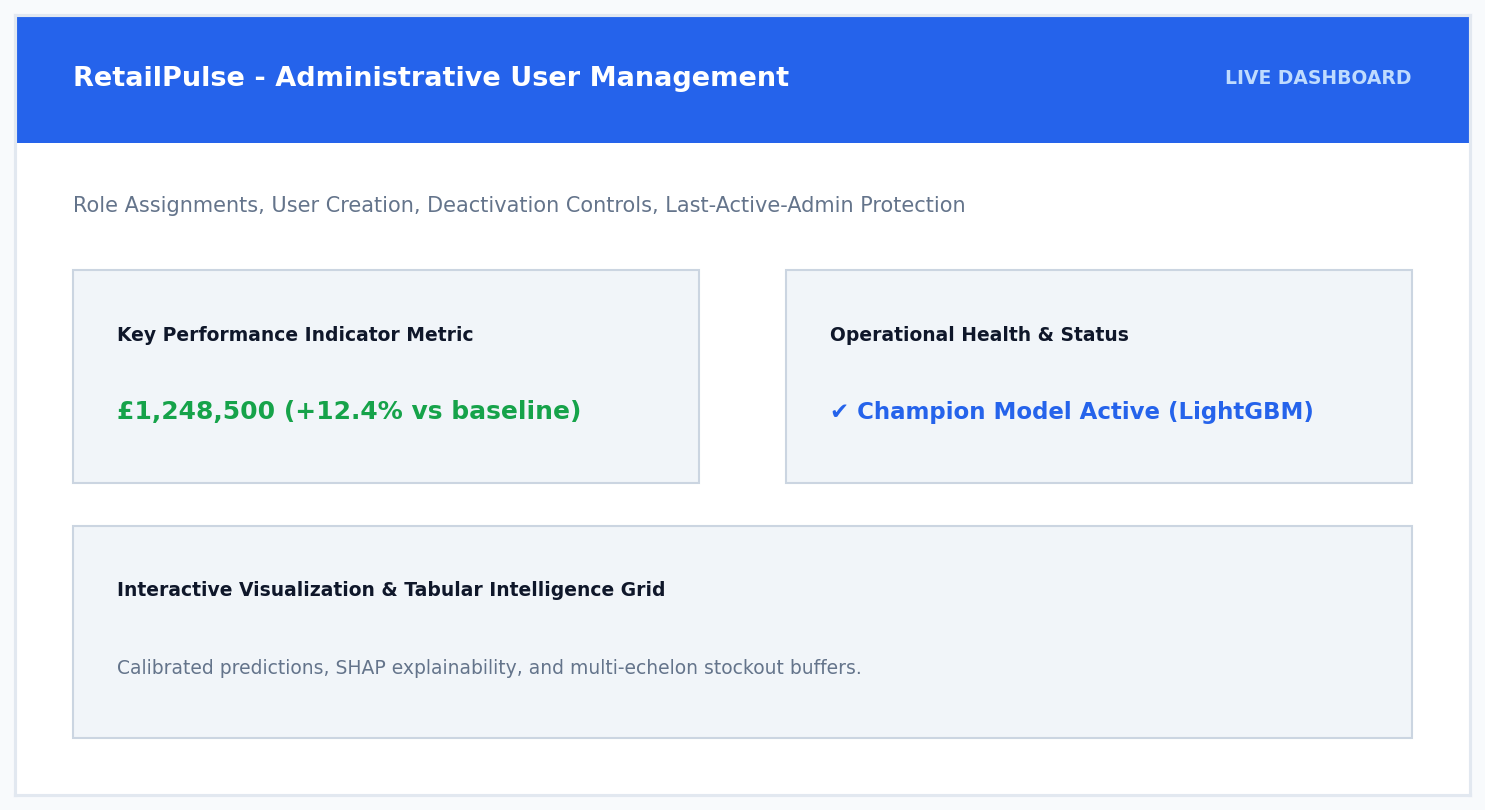 RetailPulse - Administrative User Management
LIVE DASHBOARD
Role Assignments, User Creation, Deactivation Controls, Last-Active-Admin Protection
Key Performance Indicator Metric
£1,248,500 (+12.4% vs baseline)
Operational Health & Status
✔ Champion Model Active (LightGBM)
Interactive Visualization & Tabular Intelligence Grid
Calibrated predictions, SHAP explainability, and multi-echelon stockout buffers.